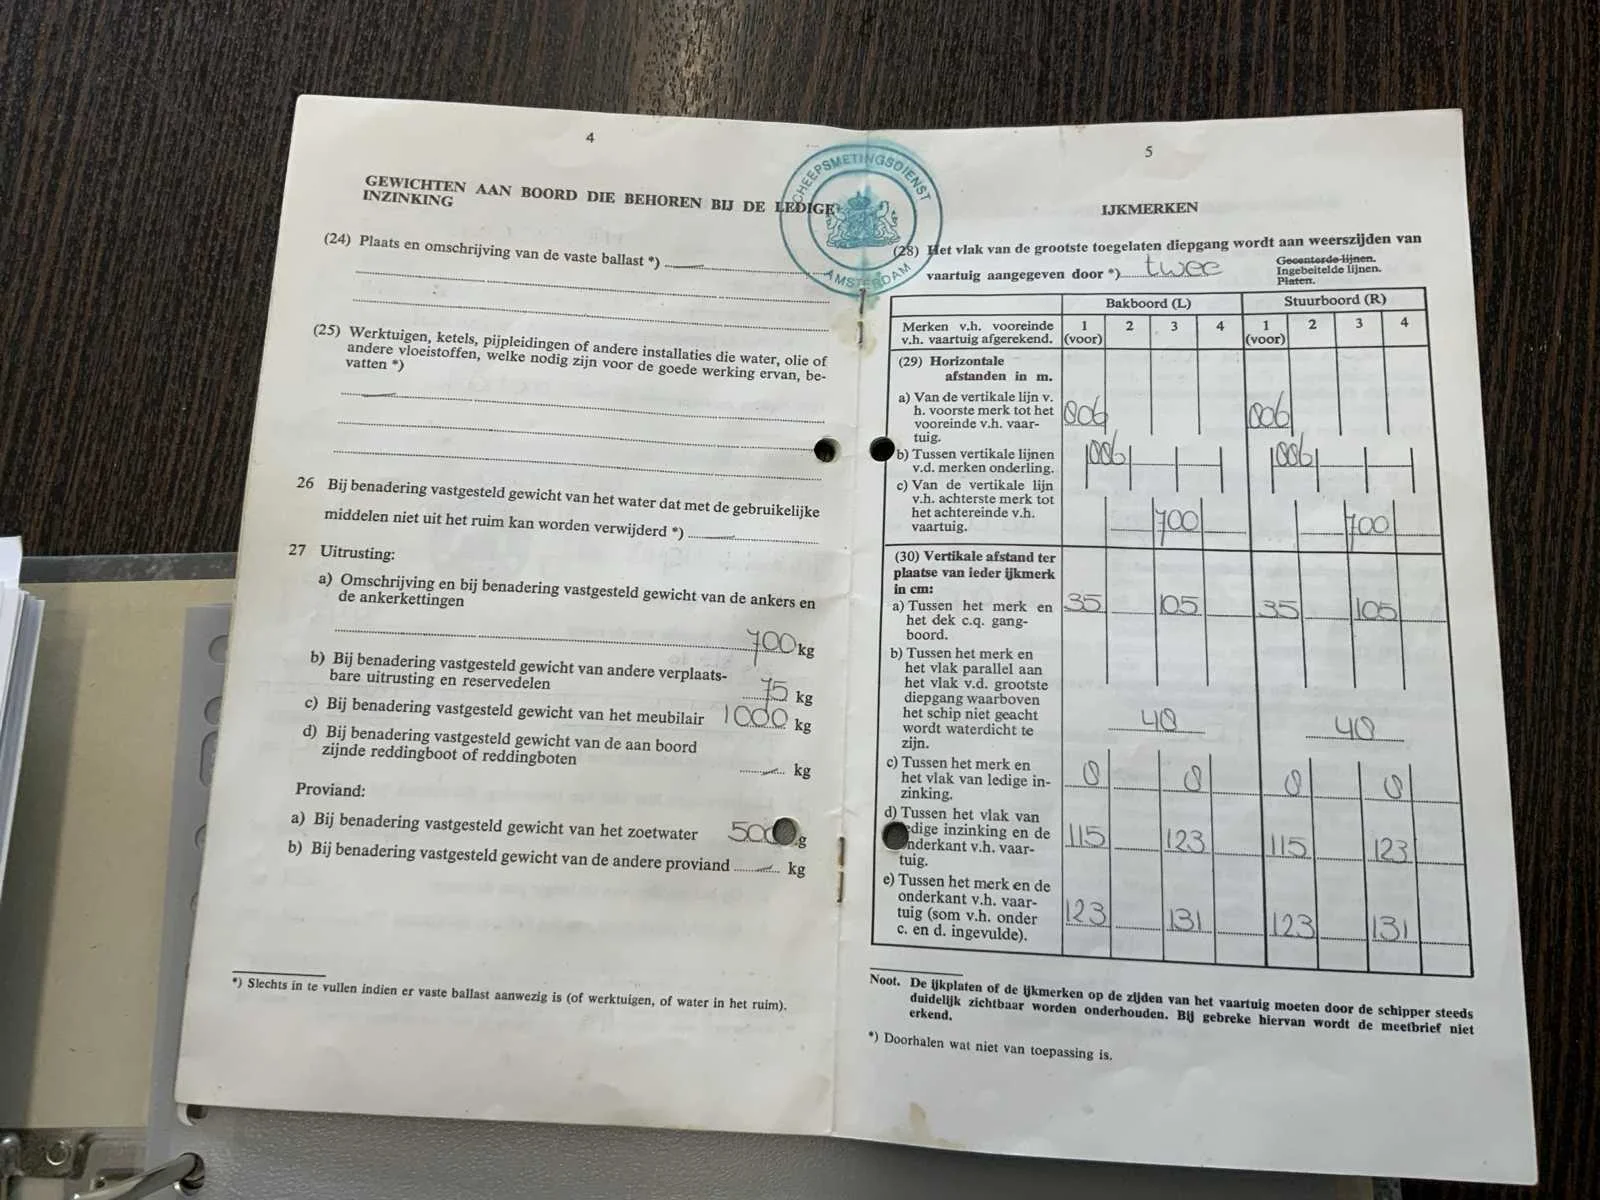 4
GEWICHTEN AAN BOORD DIE BEHOREN BIJ DE LEDIGE
INZINKING
(24) Plaats en omschrijving van de vaste ballast *)
(25) Werktuigen, ketels, pijpleidingen of andere installaties die water, olie of
andere vloeistoffen, welke nodig zijn voor de goede werking ervan, be-
vatten *)
26 Bij benadering vastgesteld gewicht van het water dat met de gebruikelijke
middelen niet uit het ruim kan worden verwijderd *)
27 Uitrusting:
a) Omschrijving en bij benadering vastgesteld gewicht van de ankers en
de ankerkettingen
700 kg
b) Bij benadering vastgesteld gewicht van andere verplaats-
bare uitrusting en reservedelen 75 kg
c) Bij benadering vastgesteld gewicht van het meubilair 1000 kg
d) Bij benadering vastgesteld gewicht van de aan boord
zijnde reddingboot of reddingboten kg
Proviand:
a) Bij benadering vastgesteld gewicht van het zoetwater 500 g
b) Bij benadering vastgesteld gewicht van de andere proviand kg
*) Slechts in te vullen indien er vaste ballast aanwezig is (of werktuigen, of water in het ruim).
SCHEEPSMETINGSDIENST
AMSTERDAM
5
IJKMERKEN
(28) Het vlak van de grootste toegelaten diepgang wordt aan weerszijden van
vaartuig aangegeven door *) twee
Gecenterde lijnen.
Ingebeitelde lijnen.
Platen.
Bakboord (L) Stuurboord (R)
Merken v.h. vooreinde 1 2 3 4 1 2 3 4
v.h. vaartuig afgerekend. (voor) (voor)
(29) Horizontale
afstanden in m.
a) Van de vertikale lijn v.
h. voorste merk tot het 006 006
vooreinde v.h. vaar-
tuig.
b) Tussen vertikale lijnen 006 006
v.d. merken onderling.
c) Van de vertikale lijn
v.h. achterste merk tot
het achtereinde v.h. 700 700
vaartuig.
(30) Vertikale afstand ter
plaatse van ieder ijkmerk
in cm:
a) Tussen het merk en 35 105 35 105
het dek c.q. gang-
boord.
b) Tussen het merk en
het vlak parallel aan
het vlak v.d. grootste
diepgang waarboven
het schip niet geacht 40 40
wordt waterdicht te
zijn.
c) Tussen het merk en
het vlak van ledige in- 8 8 8 8
zinking.
d) Tussen het vlak van
edige inzinking en de 115 123 115 123
nderkant v.h. vaar-
tuig.
e) Tussen het merk en de
onderkant v.h. vaar-
tuig (som v.h. onder 123 131 123 131
c. en d. ingevulde).
Noot. De ijkplaten of de ijkmerken op de zijden van het vaartuig moeten door de schipper steeds
duidelijk zichtbaar worden onderhouden. Bij gebreke hiervan wordt de meetbrief niet
erkend.
*) Doorhalen wat niet van toepassing is.